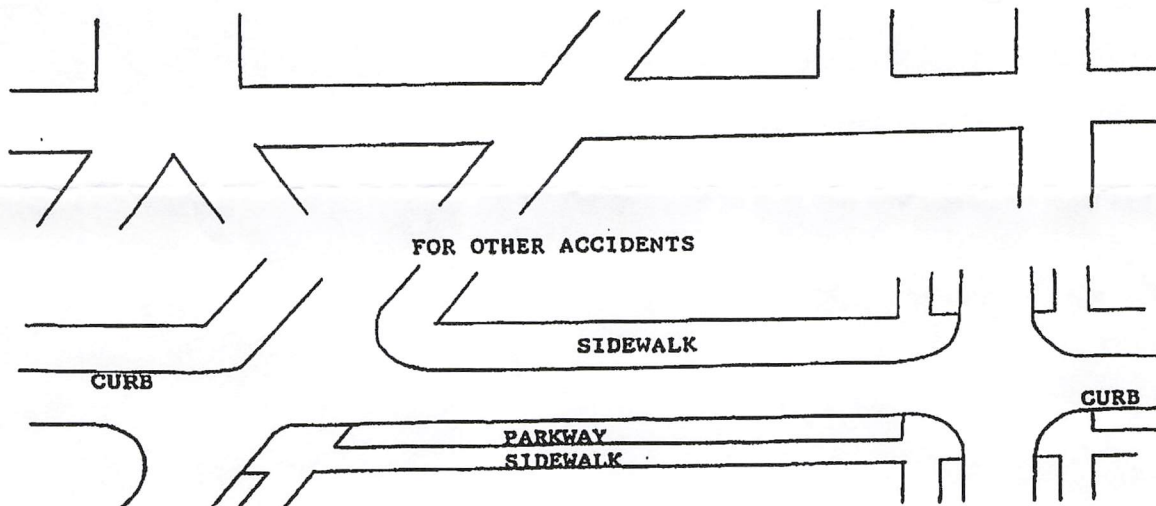 FOR OTHER ACCIDENTS
SIDEWALK
CURB
CURB
PARKWAY
SIDEWALK